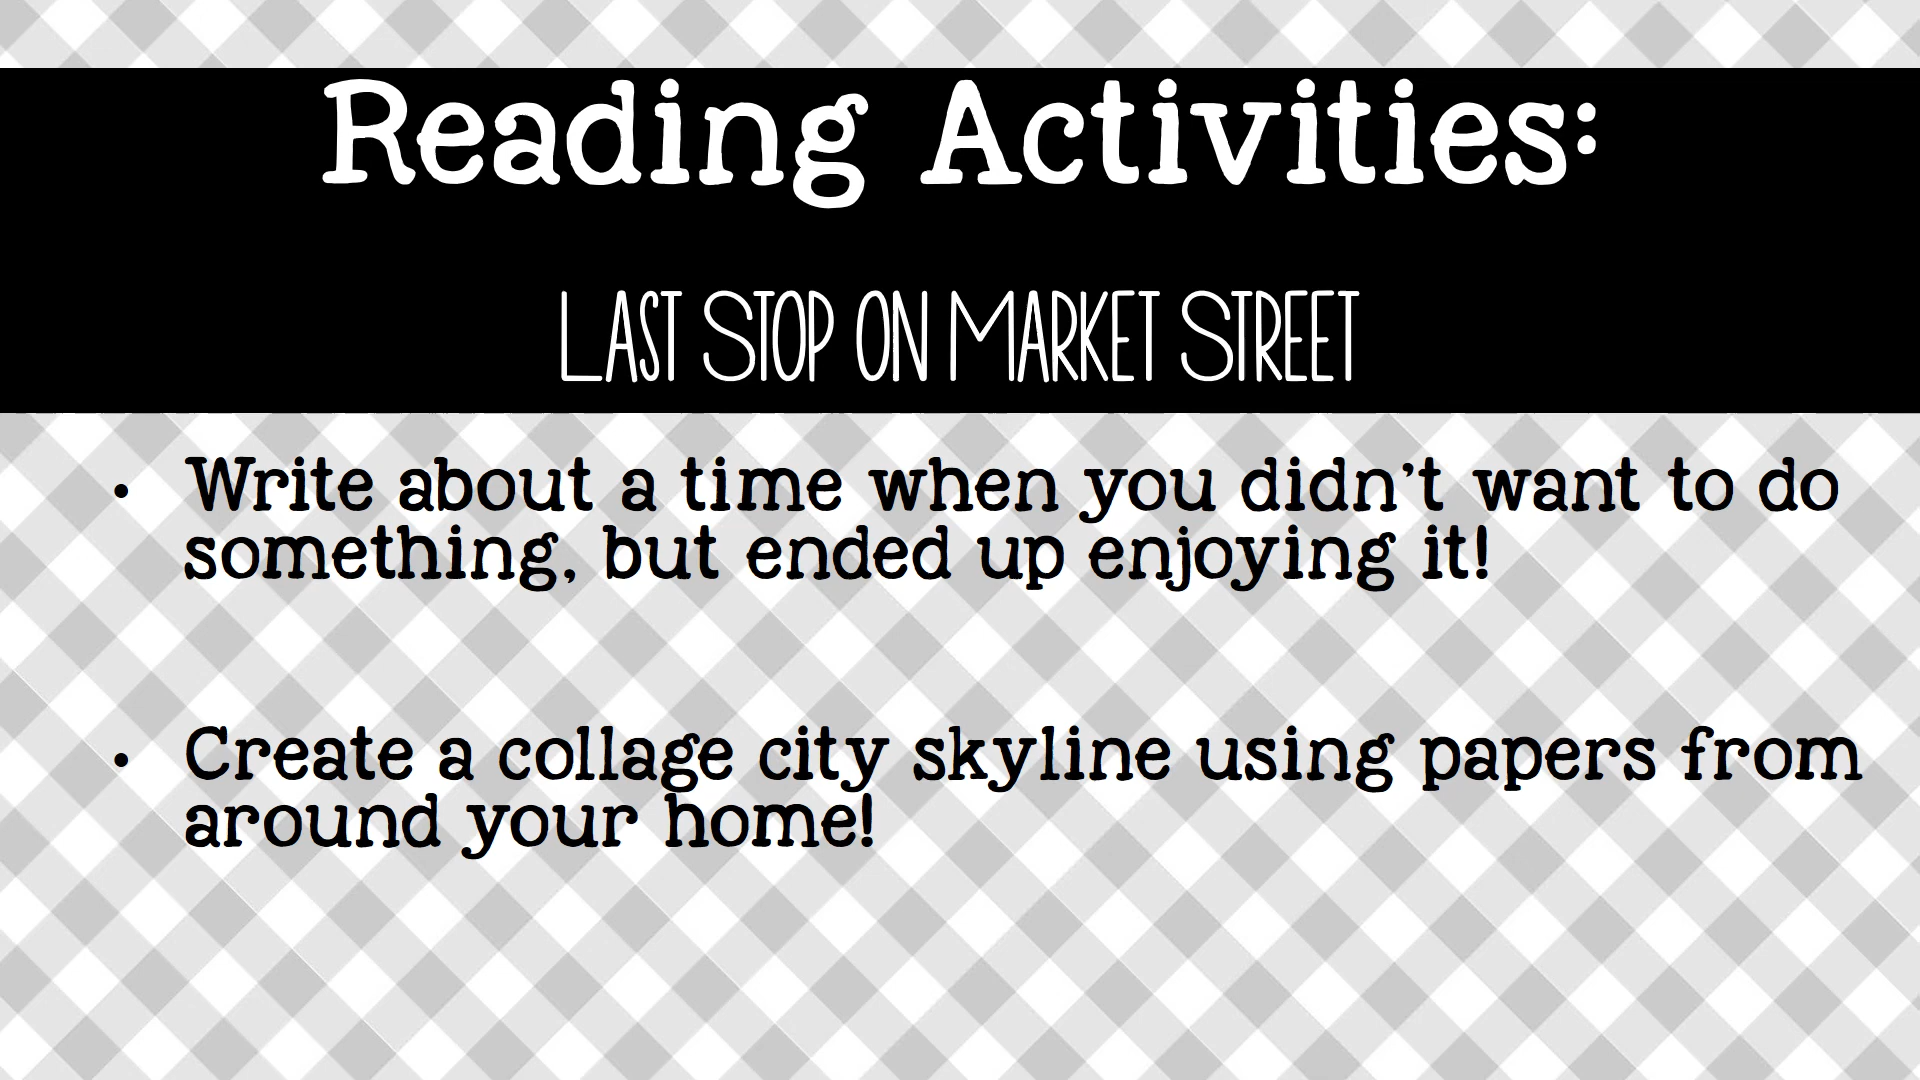 Reading Activities:
Last Stop on Market Street
• Write about a time when you didn't want to do
something, but ended up enjoying it!
• Create a collage city skyline using papers from
around your home!